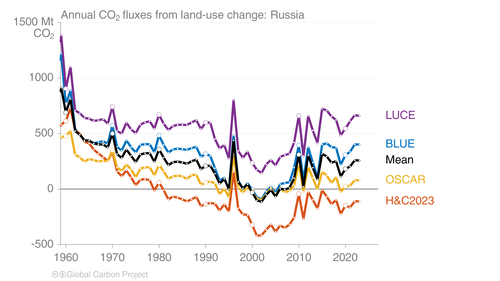 Annual CO₂ fluxes from land-use change: Russia
1500 Mt
CO₂
1000
500
0
-500
1960
1970
1980
1990
2000
2010
2020
LUCE
BLUE
Mean
OSCAR
H&C2023
Global Carbon Project